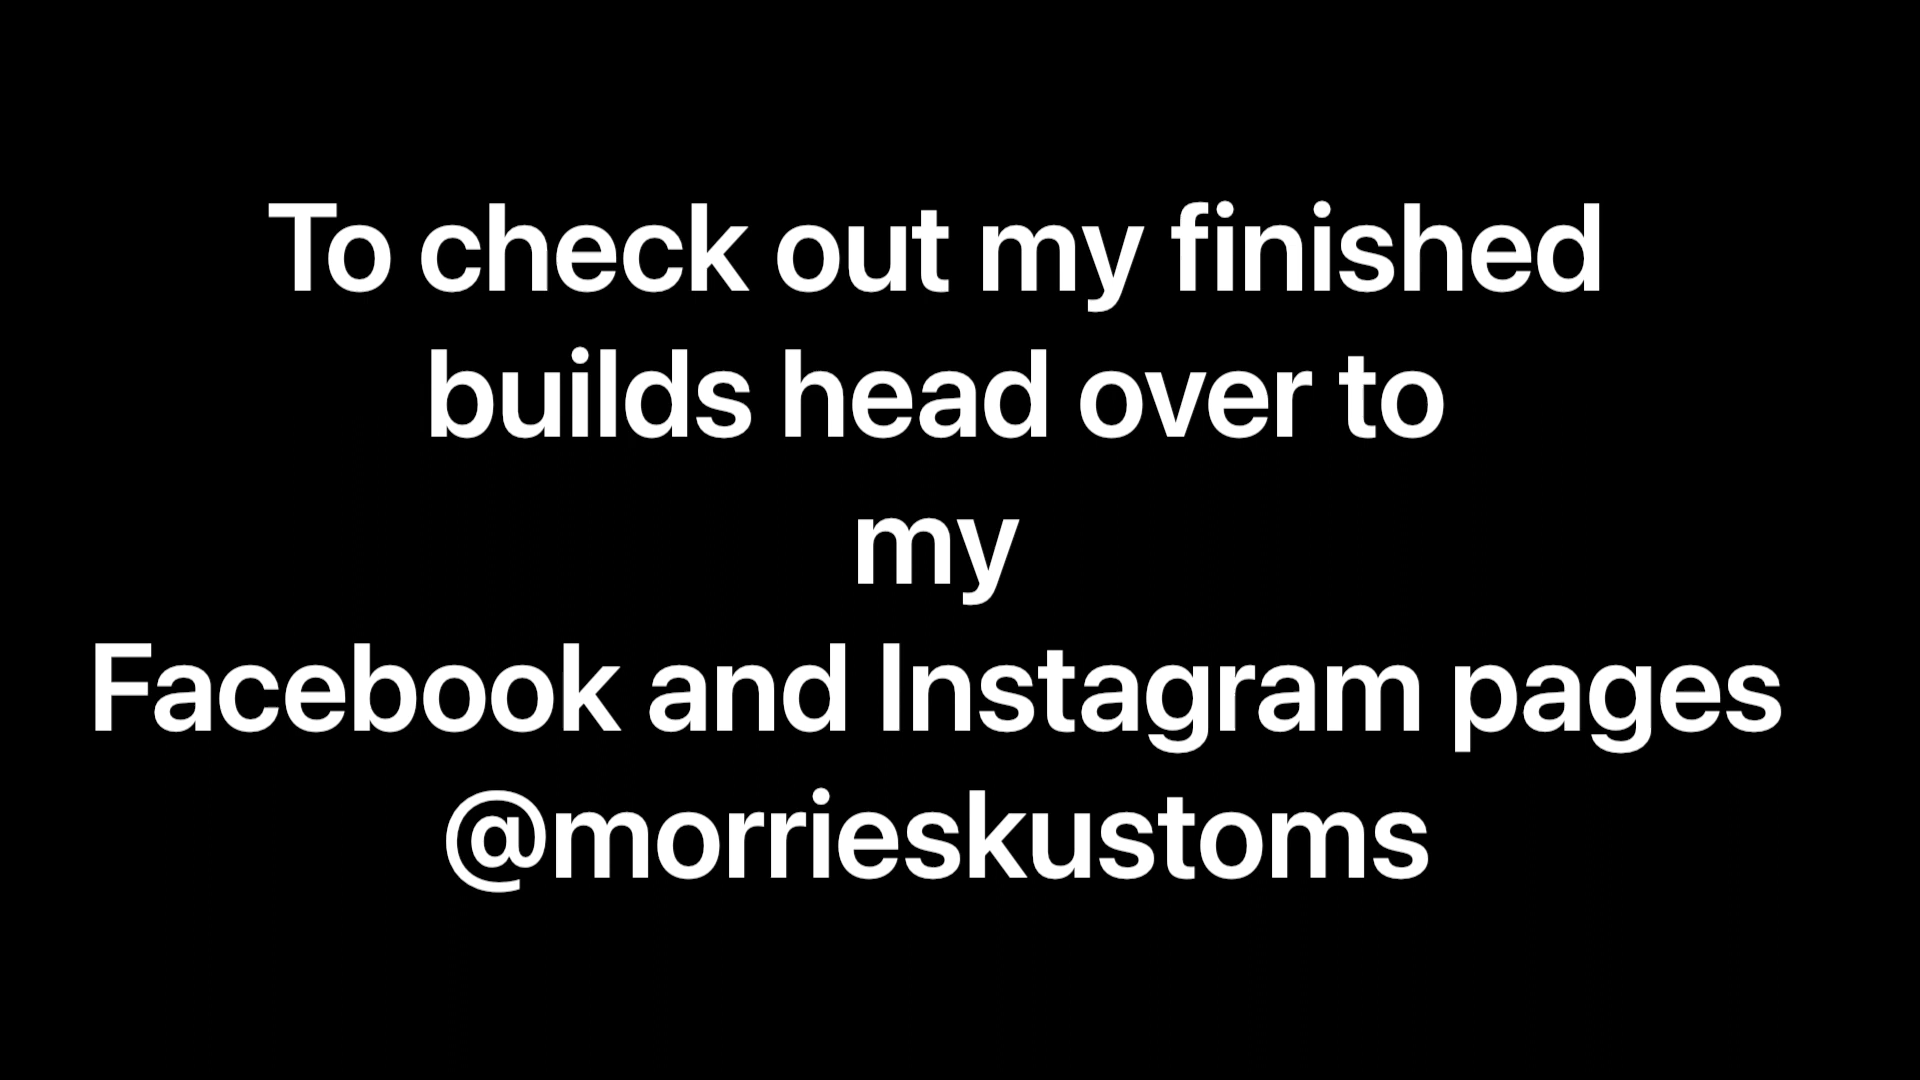 To check out my finished
builds head over to
my
Facebook and Instagram pages
@morrieskustoms